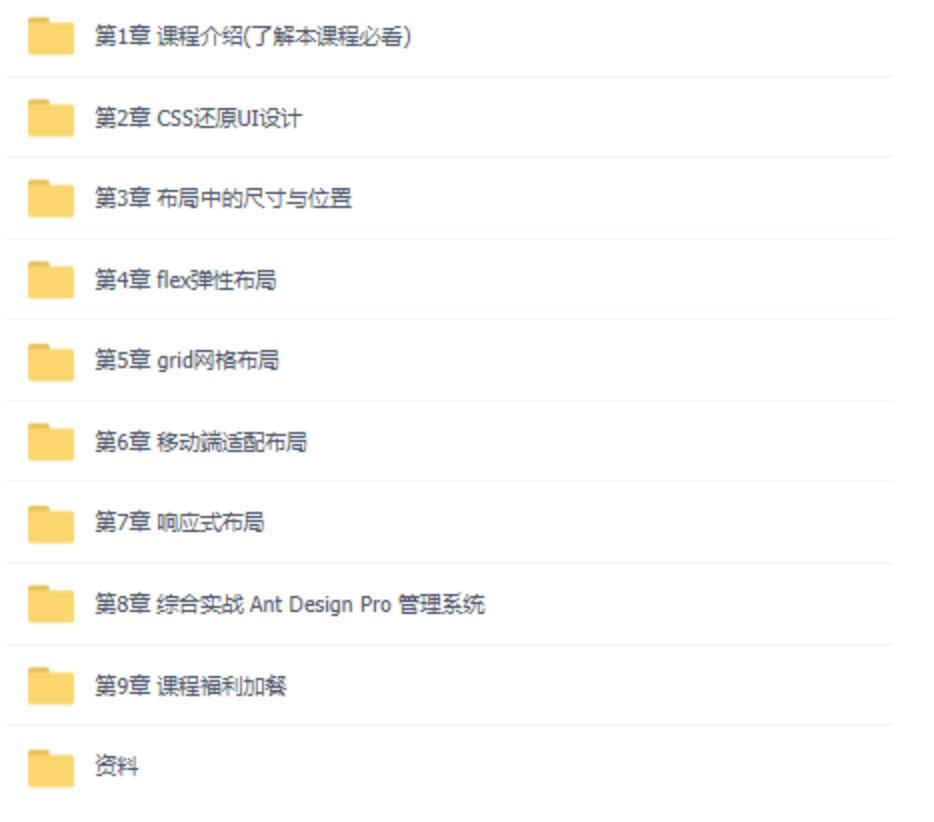 第1章 课程介绍(了解本课程必看)
第2章 CSS还原UI设计
第3章 布局中的尺寸与位置
第4章 flex弹性布局
第5章 grid网格布局
第6章 移动端适配布局
第7章 响应式布局
第8章 综合实战 Ant Design Pro 管理系统
第9章 课程福利加餐
资料